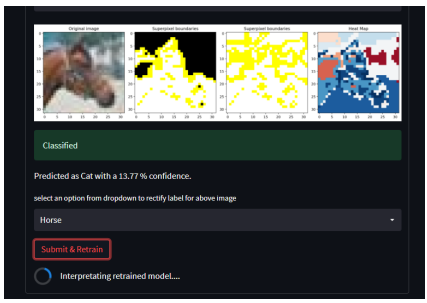 Original Image Superpixel boundaries Superpixel boundaries Heat Map
Classified
Predicted as Cat with a 13.77 % confidence.
select an option from dropdown to rectify label for above image
Horse
Submit & Retrain
Interpretating retrained model....